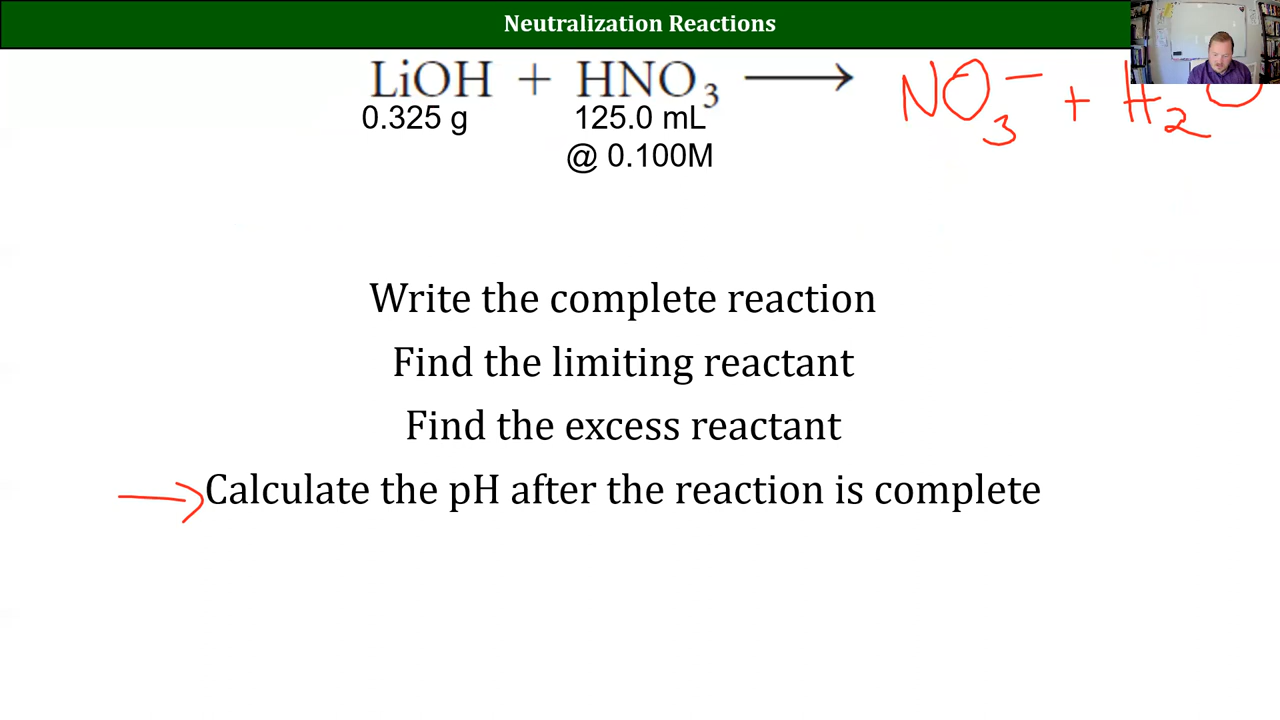 Neutralization Reactions
LiOH + HNO₃ ⟶ NO₃⁻ + H₂O
0.325 g 125.0 mL
@ 0.100M
Write the complete reaction
Find the limiting reactant
Find the excess reactant
→ Calculate the pH after the reaction is complete